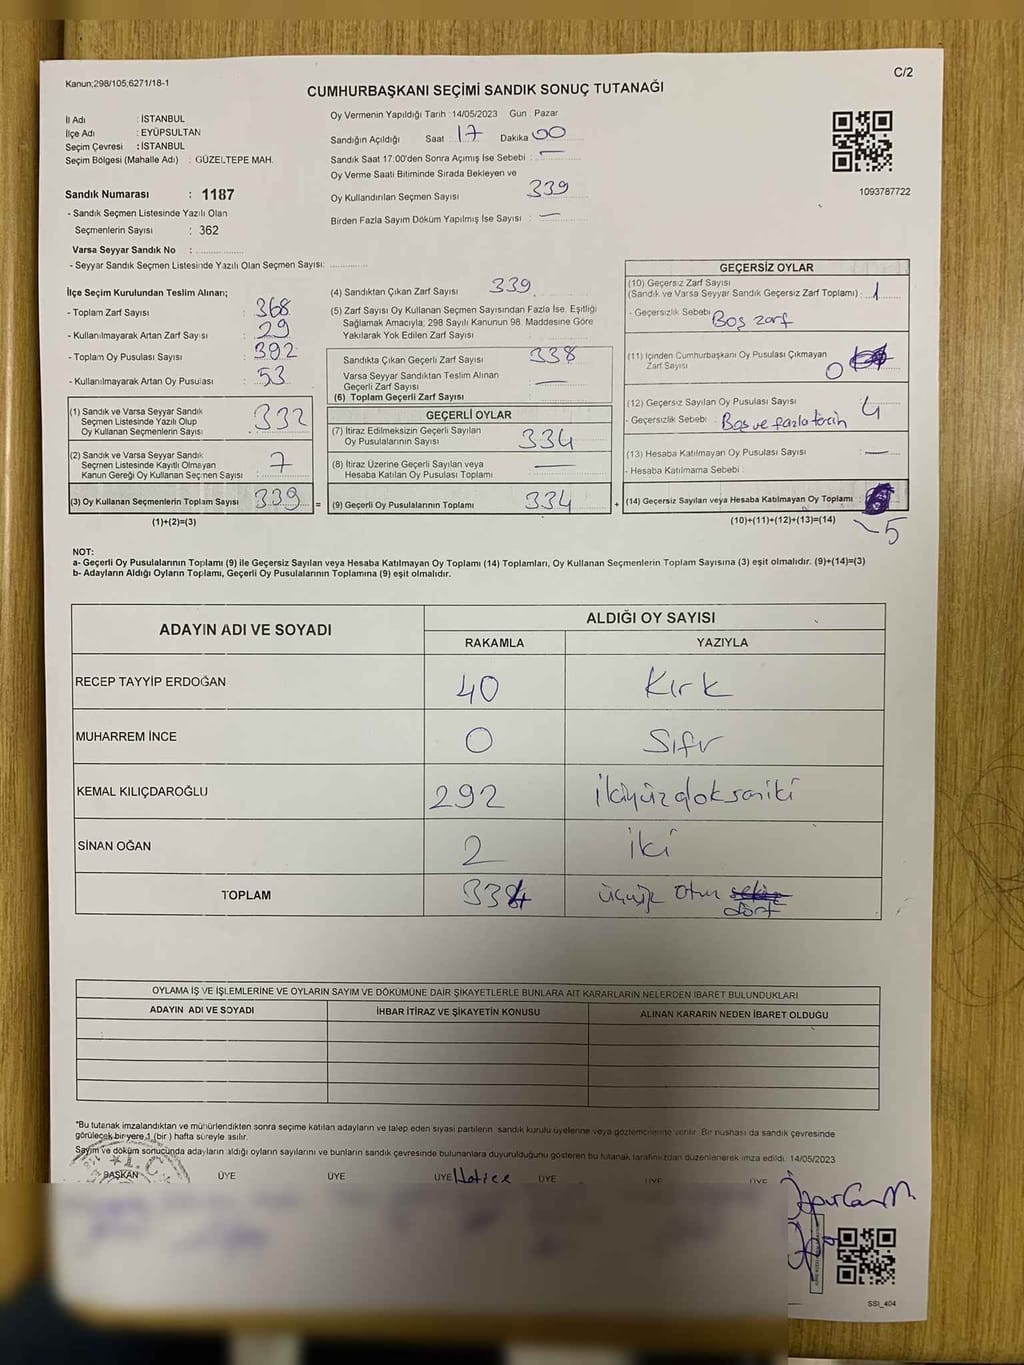 Kanun;298/105;6271/18-1
C/2
CUMHURBAŞKANI SEÇİMİ SANDIK SONUÇ TUTANAĞI
İl Adı : İSTANBUL
İlçe Adı : EYÜPSULTAN
Seçim Çevresi : İSTANBUL
Seçim Bölgesi (Mahalle Adı) : GÜZELTEPE MAH.
Sandık Numarası : 1187
- Sandık Seçmen Listesinde Yazılı Olan
Seçmenlerin Sayısı : 362
Varsa Seyyar Sandık No :
- Seyyar Sandık Seçmen Listesinde Yazılı Olan Seçmen Sayısı:
Oy Vermenin Yapıldığı Tarih : 14/05/2023 Gün : Pazar
Sandığın Açıldığı Saat 17 Dakika 00
Sandık Saat 17:00'den Sonra Açımış İse Sebebi : —
Oy Verme Saati Bitiminde Sırada Bekleyen ve
Oy Kullandırılan Seçmen Sayısı 339
Birden Fazla Sayım Döküm Yapılmış İse Sayısı : —
1093787722
İlçe Seçim Kurulundan Teslim Alınan;
- Toplam Zarf Sayısı : 368
- Kullanılmayarak Artan Zarf Sayısı : 29
- Toplam Oy Pusulası Sayısı : 392
- Kullanılmayarak Artan Oy Pusulası : 53
(1) Sandık ve Varsa Seyyar Sandık
Seçmen Listesinde Yazılı Olup
Oy Kullanan Seçmenlerin Sayısı 332
(2) Sandık ve Varsa Seyyar Sandık
Seçmen Listesinde Kayıtlı Olmayan
Kanun Gereği Oy Kullanan Seçmen Sayısı 7
(3) Oy Kullanan Seçmenlerin Toplam Sayısı 339 =
(1)+(2)=(3)
(4) Sandıktan Çıkan Zarf Sayısı 339
(5) Zarf Sayısı Oy Kullanan Seçmen Sayısından Fazla İse, Eşitliği
Sağlamak Amacıyla; 298 Sayılı Kanunun 98. Maddesine Göre
Yakılarak Yok Edilen Zarf Sayısı
Sandıkta Çıkan Geçerli Zarf Sayısı 338
Varsa Seyyar Sandıktan Teslim Alınan
Geçerli Zarf Sayısı —
(6) Toplam Geçerli Zarf Sayısı
GEÇERLİ OYLAR
(7) İtiraz Edilmeksizin Geçerli Sayılan
Oy Pusulalarının Sayısı 334
(8) İtiraz Üzerine Geçerli Sayılan veya
Hesaba Katılan Oy Pusulası Toplamı —
(9) Geçerli Oy Pusulalarının Toplamı 334 +
GEÇERSİZ OYLAR
(10) Geçersiz Zarf Sayısı
(Sandık ve Varsa Seyyar Sandık Geçersiz Zarf Toplamı) : 1
- Geçersizlik Sebebi Boş zarf
(11) İçinden Cumhurbaşkanı Oy Pusulası Çıkmayan
Zarf Sayısı 0
(12) Geçersiz Sayılan Oy Pusulası Sayısı 4
- Geçersizlik Sebebi : Boş ve fazla tercih
(13) Hesaba Katılmayan Oy Pusulası Sayısı —
- Hesaba Katılmama Sebebi :
(14) Geçersiz Sayılan veya Hesaba Katılmayan Oy Toplamı :
(10)+(11)+(12)+(13)=(14)
5
NOT:
a- Geçerli Oy Pusulalarının Toplamı (9) ile Geçersiz Sayılan veya Hesaba Katılmayan Oy Toplamı (14) Toplamları, Oy Kullanan Seçmenlerin Toplam Sayısına (3) eşit olmalıdır. (9)+(14)=(3)
b- Adayların Aldığı Oyların Toplamı, Geçerli Oy Pusulalarının Toplamına (9) eşit olmalıdır.
ADAYIN ADI VE SOYADI
ALDIĞI OY SAYISI
RAKAMLA YAZIYLA
RECEP TAYYİP ERDOĞAN 40 Kırk
MUHARREM İNCE 0 Sıfır
KEMAL KILIÇDAROĞLU 292 ikiyüzdoksaniki
SİNAN OĞAN 2 iki
TOPLAM 334 üçyüz otuz sekiz
dört
OYLAMA İŞ VE İŞLEMLERİNE VE OYLARIN SAYIM VE DÖKÜMÜNE DAİR ŞİKAYETLERLE BUNLARA AİT KARARLARIN NELERDEN İBARET BULUNDUKLARI
ADAYIN ADI VE SOYADI İHBAR İTİRAZ VE ŞİKAYETİN KONUSU ALINAN KARARIN NEDEN İBARET OLDUĞU
*Bu tutanak imzalandıktan ve mühürlendikten sonra seçime katılan adayların ve talep eden siyasi partilerin sandık kurulu üyelerine veya gözlemcilerine verilir. Bir nushası da sandık çevresinde
görülecek bir yere 1 (bir) hafta süreyle asılır.
Sayım ve döküm sonucunda adayların aldığı oyların sayılarını ve bunların sandık çevresinde bulunanlara duyurulduğunu gösteren bu tutanak tarafımızdan düzenlenerek imza edildi. 14/05/2023
BAŞKAN ÜYE ÜYE ÜYE Hatice ÜYE ÜYE ÜYE
SSI_404